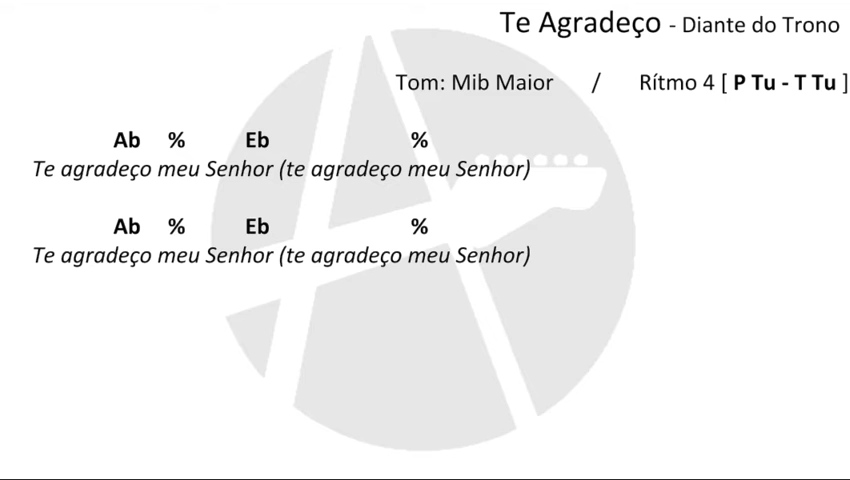 Te Agradeço - Diante do Trono
Tom: Mib Maior / Rítmo 4 [ P Tu - T Tu ]
Ab % Eb %
Te agradeço meu Senhor (te agradeço meu Senhor)
Ab % Eb %
Te agradeço meu Senhor (te agradeço meu Senhor)